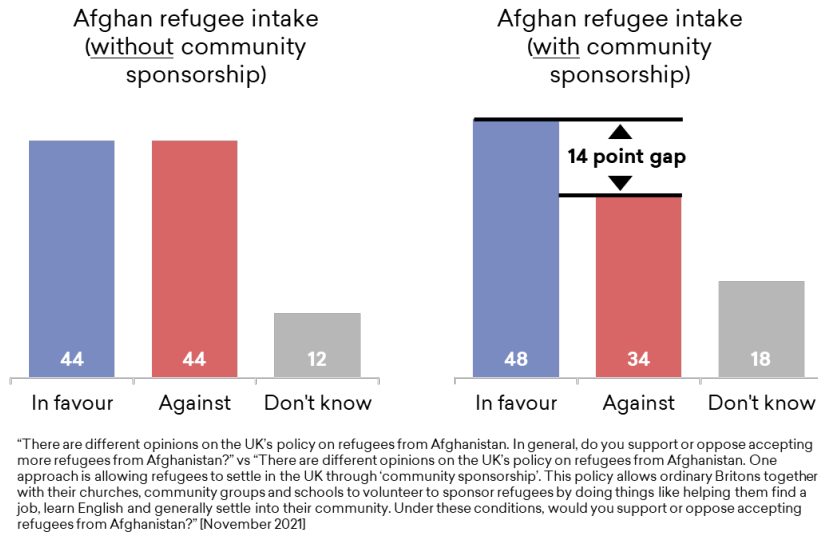 Afghan refugee intake
(without community
sponsorship)
44
44
12
In favour
Against
Don't know
Afghan refugee intake
(with community
sponsorship)
14 point gap
48
34
18
In favour
Against
Don't know
“There are different opinions on the UK’s policy on refugees from Afghanistan. In general, do you support or oppose accepting
more refugees from Afghanistan?” vs “There are different opinions on the UK’s policy on refugees from Afghanistan. One
approach is allowing refugees to settle in the UK through ‘community sponsorship’. This policy allows ordinary Britons together
with their churches, community groups and schools to volunteer to sponsor refugees by doing things like helping them find a
job, learn English and generally settle into their community. Under these conditions, would you support or oppose accepting
refugees from Afghanistan?” [November 2021]